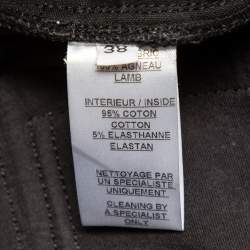 38
99% AGNEAU
LAMB
INTERIEUR / INSIDE
95% COTON
COTTON
5% ELASTHANNE
ELASTAN
NETTOYAGE PAR
UN SPECIALISTE
UNIQUEMENT
CLEANING BY
A SPECIALIST
ONLY